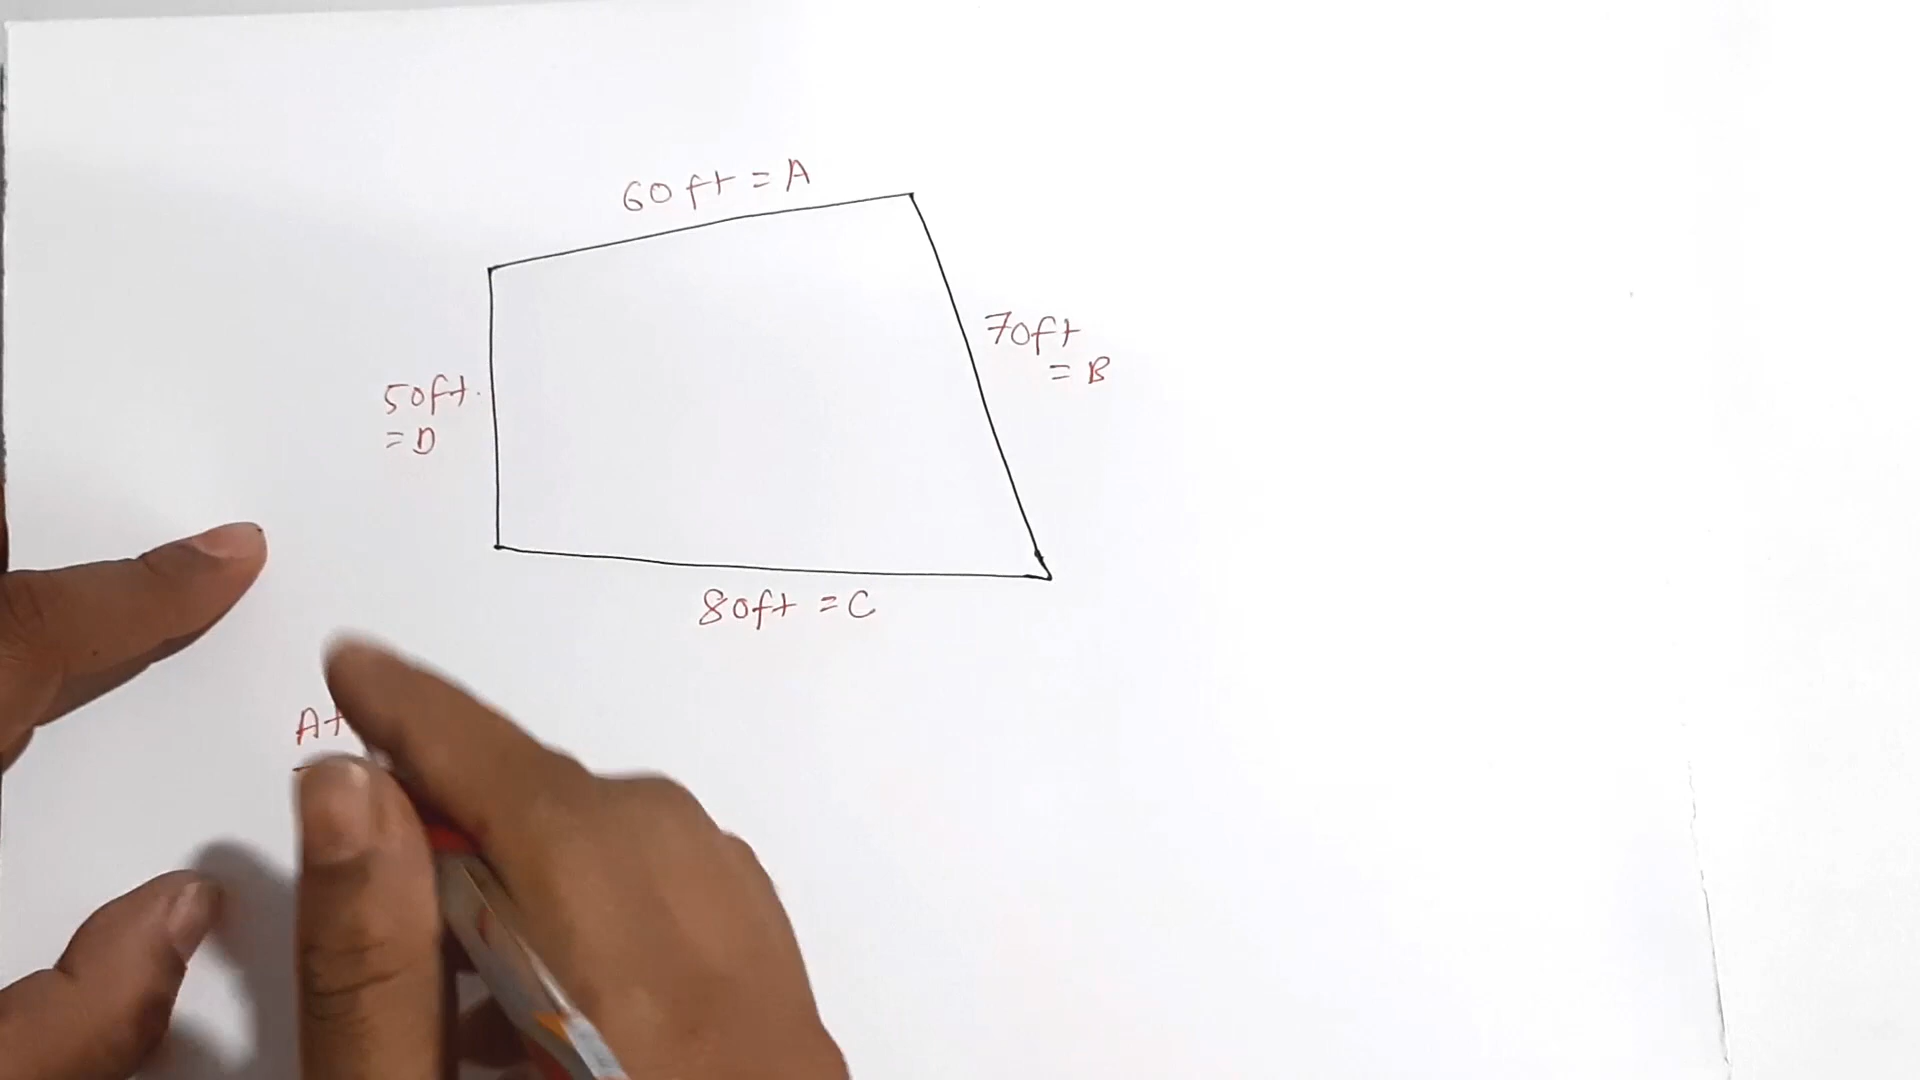 60ft = A
70ft
= B
50ft.
= D
80ft = C
A+